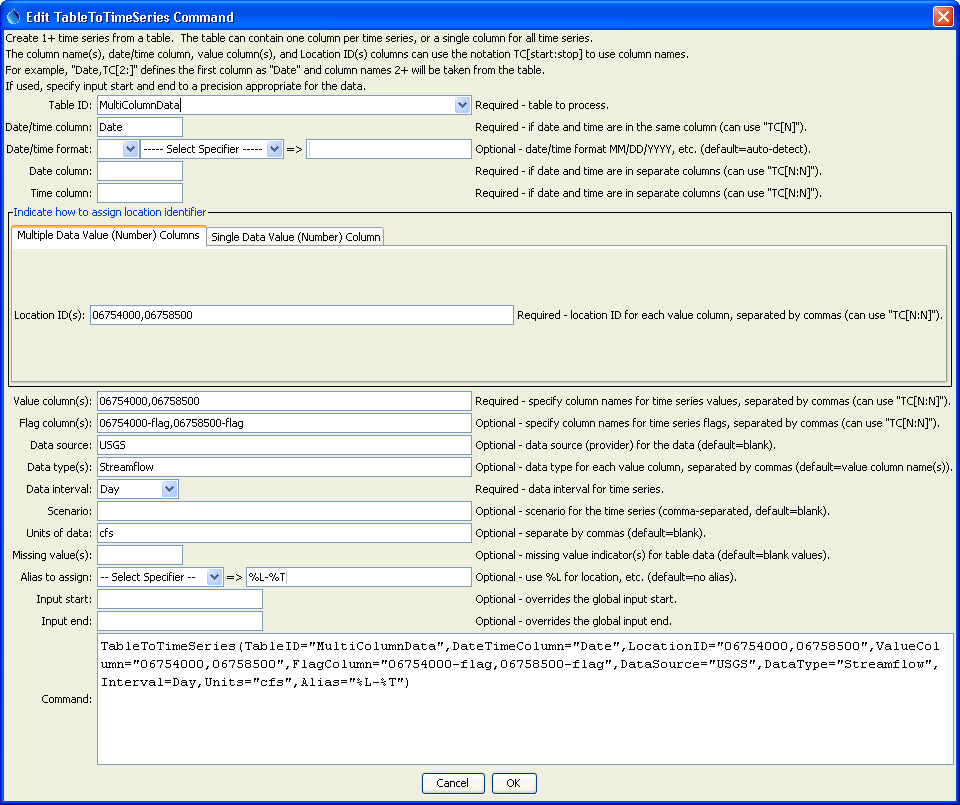 Edit TableToTimeSeries Command
Create 1+ time series from a table.  The table can contain one column per time series, or a single column for all time series.
The column name(s), date/time column, value column(s), and Location ID(s) columns can use the notation TC[start:stop] to use column names.
For example, "Date,TC[2:]" defines the first column as "Date" and column names 2+ will be taken from the table.
If used, specify input start and end to a precision appropriate for the data.
Table ID: MultiColumnData Required - table to process.
Date/time column: Date Required - if date and time are in the same column (can use "TC[N]").
Date/time format: ----- Select Specifier ----- => Optional - date/time format MM/DD/YYYY, etc. (default=auto-detect).
Date column: Required - if date and time are in separate columns (can use "TC[N:N]").
Time column: Required - if date and time are in separate columns (can use "TC[N:N]").
Indicate how to assign location identifier
Multiple Data Value (Number) Columns Single Data Value (Number) Column
Location ID(s): 06754000,06758500 Required - location ID for each value column, separated by commas (can use "TC[N:N]").
Value column(s): 06754000,06758500 Required - specify column names for time series values, separated by commas (can use "TC[N:N]").
Flag column(s): 06754000-flag,06758500-flag Optional - specify column names for time series flags, separated by commas (can use "TC[N:N]").
Data source: USGS Optional - data source (provider) for the data (default=blank).
Data type(s): Streamflow Optional - data type for each value column, separated by commas (default=value column name(s)).
Data interval: Day Required - data interval for time series.
Scenario: Optional - scenario for the time series (comma-separated, default=blank).
Units of data: cfs Optional - separate by commas (default=blank).
Missing value(s): Optional - missing value indicator(s) for table data (default=blank values).
Alias to assign: -- Select Specifier -- => %L-%T Optional - use %L for location, etc. (default=no alias).
Input start: Optional - overrides the global input start.
Input end: Optional - overrides the global input end.
Command: TableToTimeSeries(TableID="MultiColumnData",DateTimeColumn="Date",LocationID="06754000,06758500",ValueCol
umn="06754000,06758500",FlagColumn="06754000-flag,06758500-flag",DataSource="USGS",DataType="Streamflow",
Interval=Day,Units="cfs",Alias="%L-%T")
Cancel OK